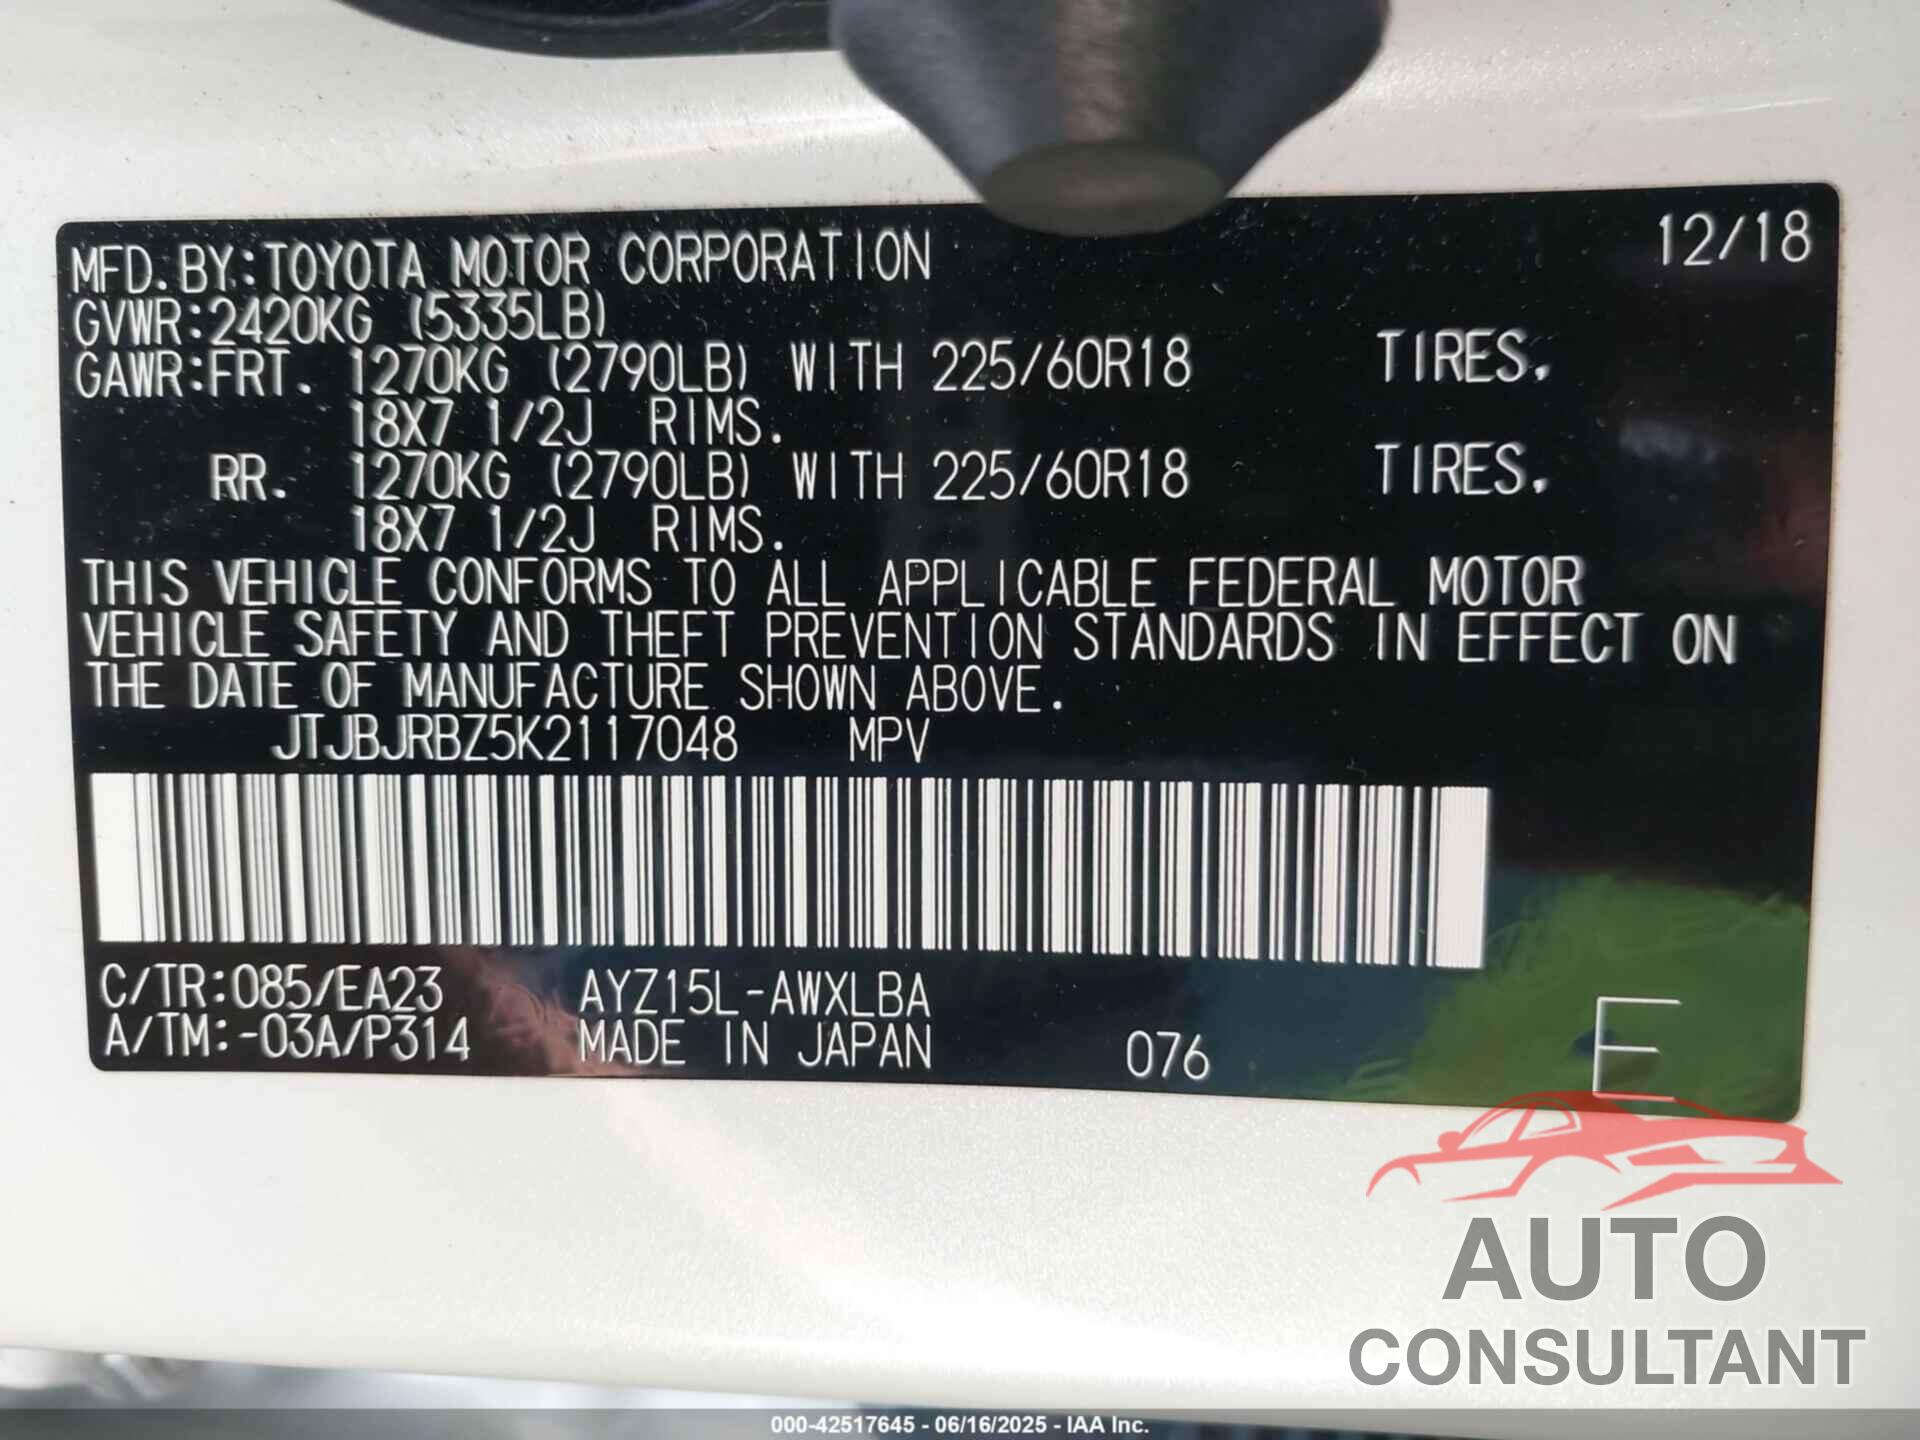 MFD. BY: TOYOTA MOTOR CORPORATION 12/18
GVWR: 2420KG (5335LB)
GAWR: FRT. 1270KG (2790LB) WITH 225/60R18 TIRES.
18X7 1/2J RIMS.
RR. 1270KG (2790LB) WITH 225/60R18 TIRES.
18X7 1/2J RIMS.
THIS VEHICLE CONFORMS TO ALL APPLICABLE FEDERAL MOTOR
VEHICLE SAFETY AND THEFT PREVENTION STANDARDS IN EFFECT ON
THE DATE OF MANUFACTURE SHOWN ABOVE.
JTJBJRBZ5K2117048 MPV
C/TR:085/EA23 AYZ15L-AWXLBA
A/TM:-03A/P314 MADE IN JAPAN 076 E
AUTO
CONSULTANT
000-42517645 - 06/16/2025 - IAA Inc.